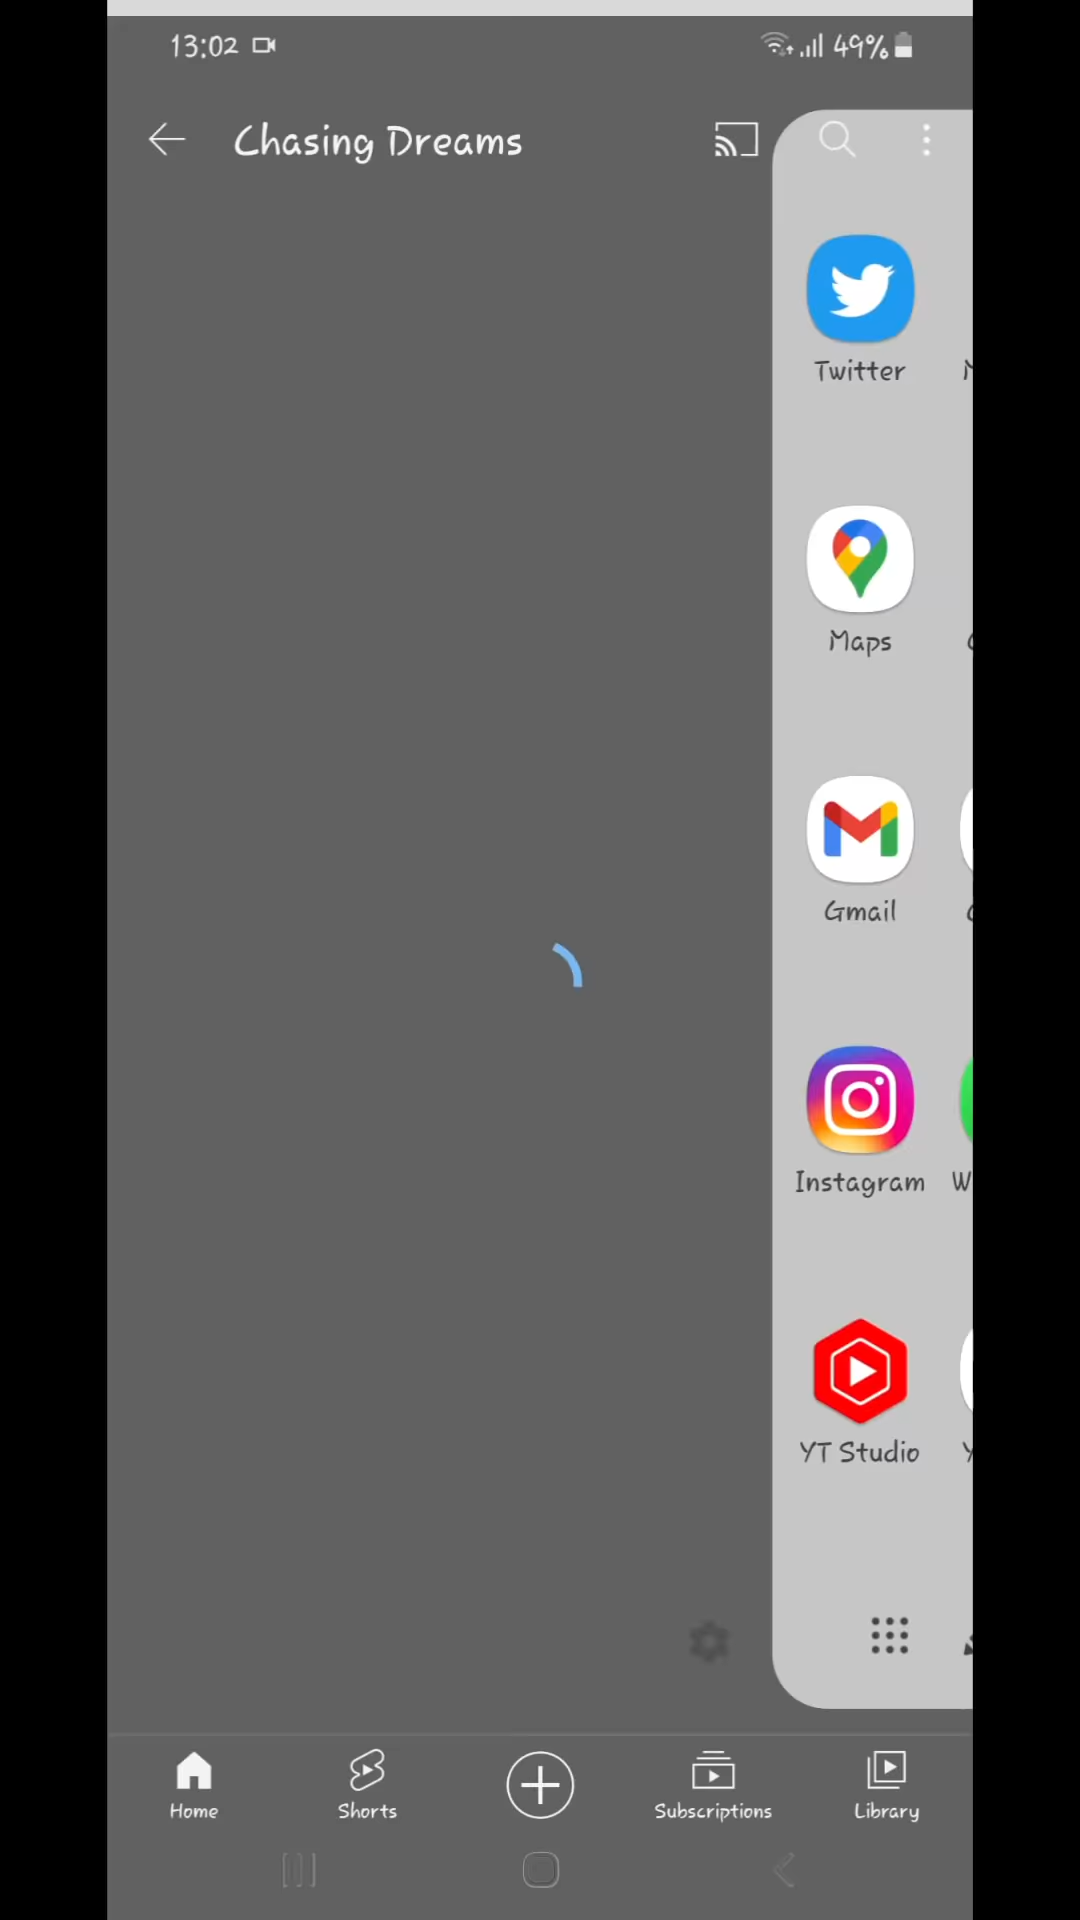 13:02
49%
Chasing Dreams
Twitter
Maps
Gmail
Instagram
W
YT Studio
Home
Shorts
Subscriptions
Library